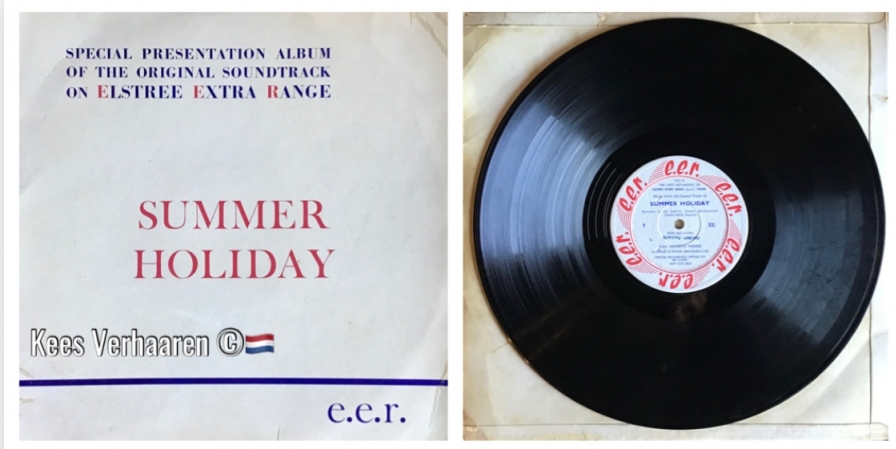 SPECIAL PRESENTATION ALBUM
OF THE ORIGINAL SOUNDTRACK
ON ELSTREE EXTRA RANGE
SUMMER
HOLIDAY
Kees Verhaaren ©
e.e.r.
e.e.r.
e.e.r.
e.e.r.
e.e.r.
e.e.r.
e.e.r.
e.e.r.
SUMMER HOLIDAY